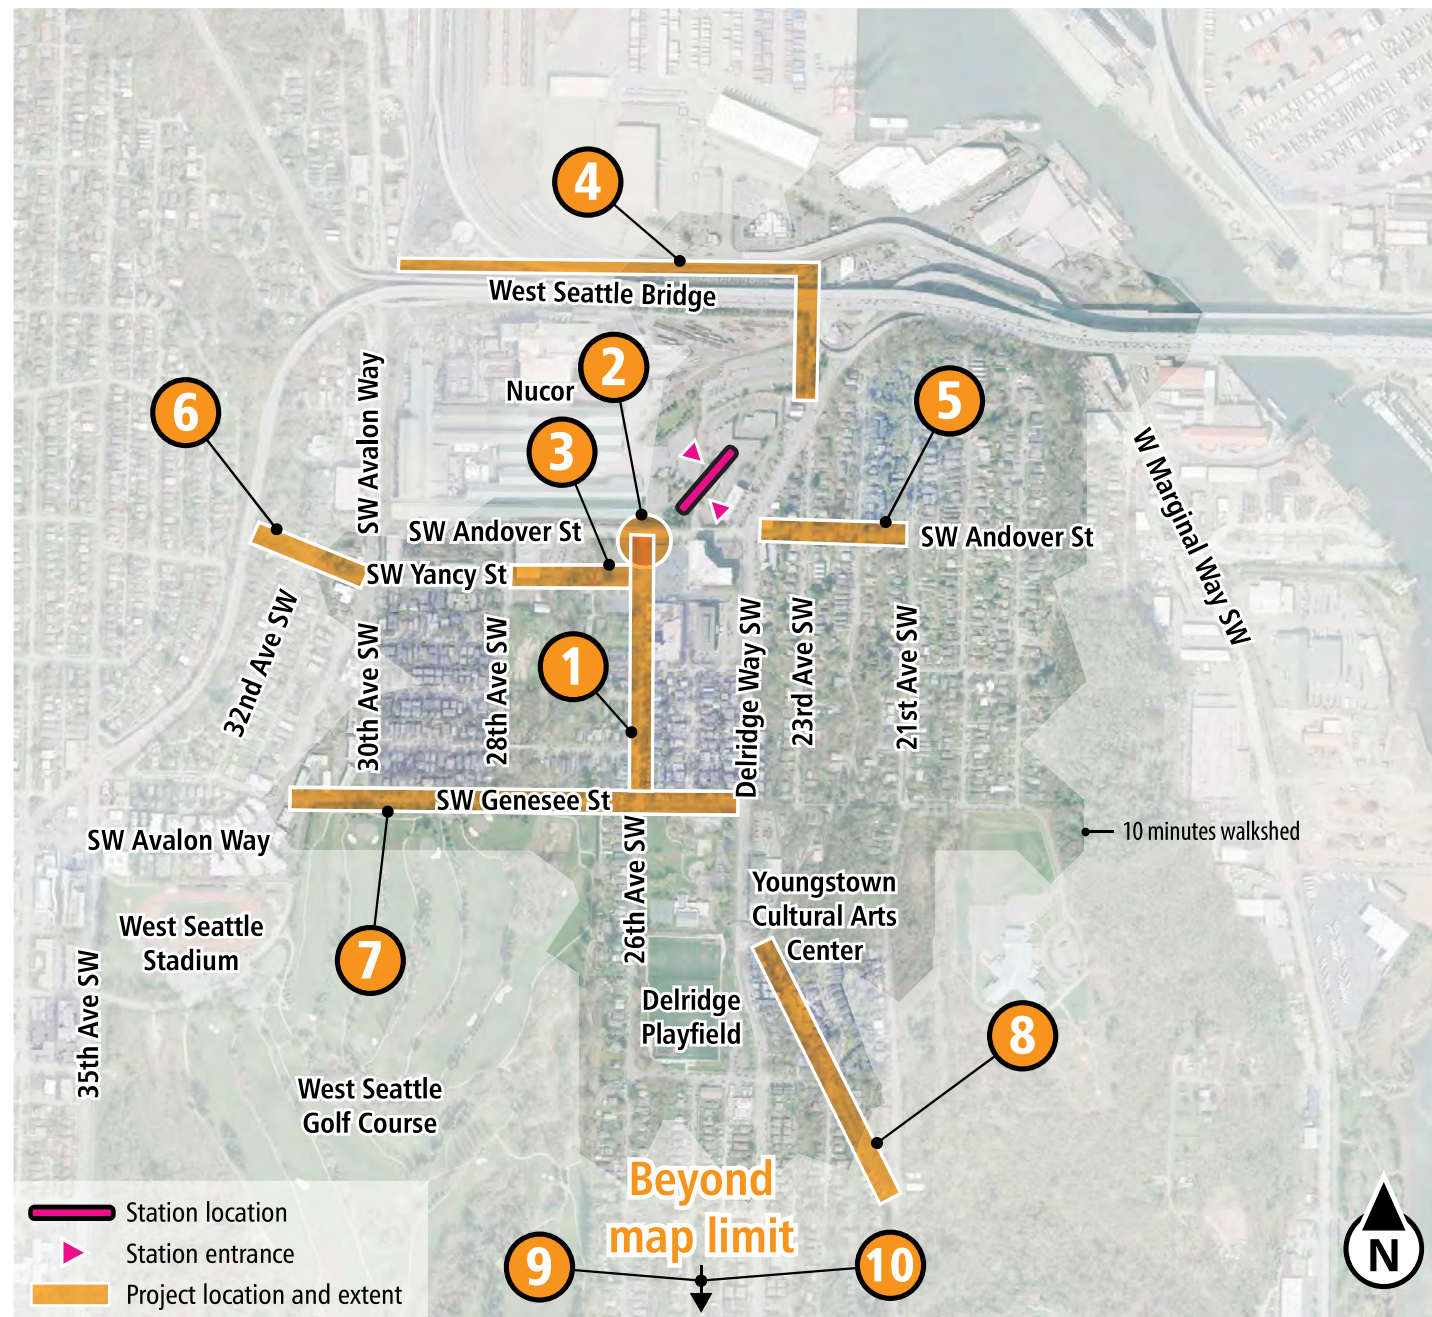 4
West Seattle Bridge
2
Nucor
6
5
SW Avalon Way
3
W Marginal Way SW
SW Andover St
SW Andover St
SW Yancy St
32nd Ave SW
30th Ave SW
28th Ave SW
1
Delridge Way SW
23rd Ave SW
21st Ave SW
SW Genesee St
SW Avalon Way
10 minutes walkshed
26th Ave SW
Youngstown
Cultural Arts
Center
West Seattle
Stadium
7
35th Ave SW
Delridge
Playfield
8
West Seattle
Golf Course
Beyond
map limit
9
10
Station location
Station entrance
Project location and extent
N